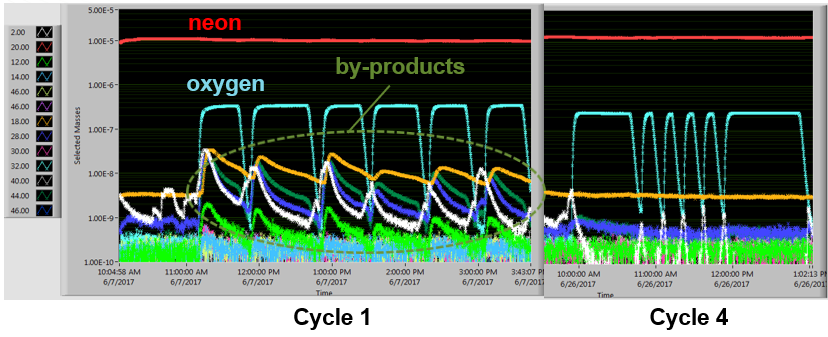 5.00E-5
1.00E-5
1.00E-6
1.00E-7
1.00E-8
1.00E-9
1.00E-10
Selected Masses
2.00
20.00
12.00
14.00
46.00
46.00
18.00
28.00
30.00
32.00
40.00
44.00
46.00
neon
oxygen
by-products
10:04:58 AM
6/7/2017
11:00:00 AM
6/7/2017
12:00:00 PM
6/7/2017
1:00:00 PM
6/7/2017
2:00:00 PM
6/7/2017
3:00:00 PM
6/7/2017
3:43:07 P
6/7/2017
Time
10:00:00 AM
6/26/2017
11:00:00 AM
6/26/2017
12:00:00 PM
6/26/2017
1:02:13 PM
6/26/201
Time
Cycle 1
Cycle 4